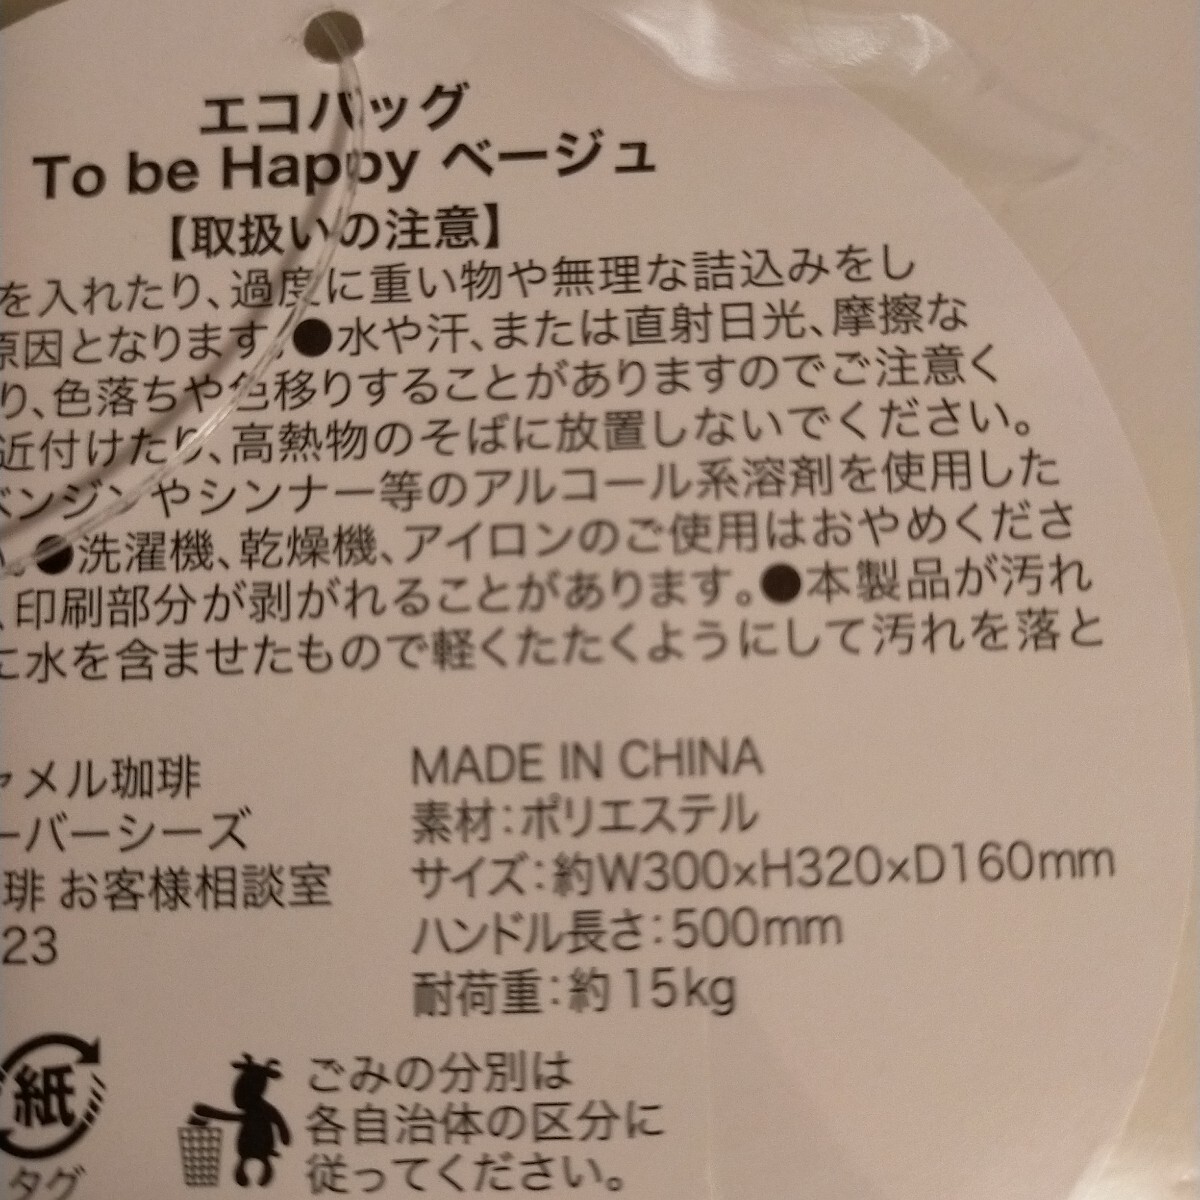 エコバッグ
To be Happy ベージュ
【取扱いの注意】
を入れたり、過度に重い物や無理な詰込みをし
原因となります。●水や汗、または直射日光、摩擦な
り、色落ちや色移りすることがありますのでご注意く
近付けたり、高熱物のそばに放置しないでください。
ベンジンやシンナー等のアルコール系溶剤を使用した
い。●洗濯機、乾燥機、アイロンのご使用はおやめくださ
、印刷部分が剥がれることがあります。●本製品が汚れ
に水を含ませたもので軽くたたくようにして汚れを落と
ャメル珈琲
ーバーシーズ
琲 お客様相談室
23
MADE IN CHINA
素材：ポリエステル
サイズ：約W300×H320×D160mm
ハンドル長さ：500mm
耐荷重：約15kg
紙
タグ
ごみの分別は
各自治体の区分に
従ってください。